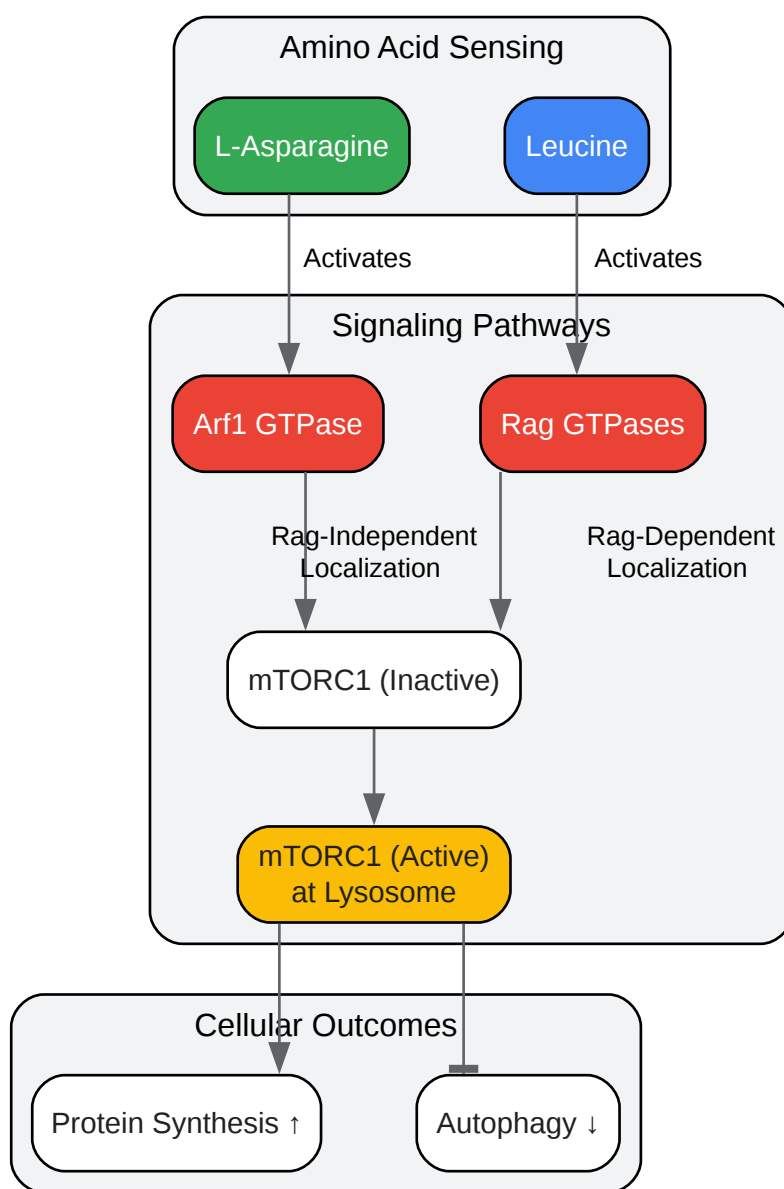 Amino Acid Sensing
L-Asparagine
Leucine
Activates
Activates
Signaling Pathways
Arf1 GTPase
Rag GTPases
Rag-Independent
Localization
Rag-Dependent
Localization
mTORC1 (Inactive)
mTORC1 (Active)
at Lysosome
Cellular Outcomes
Protein Synthesis ↑
Autophagy ↓